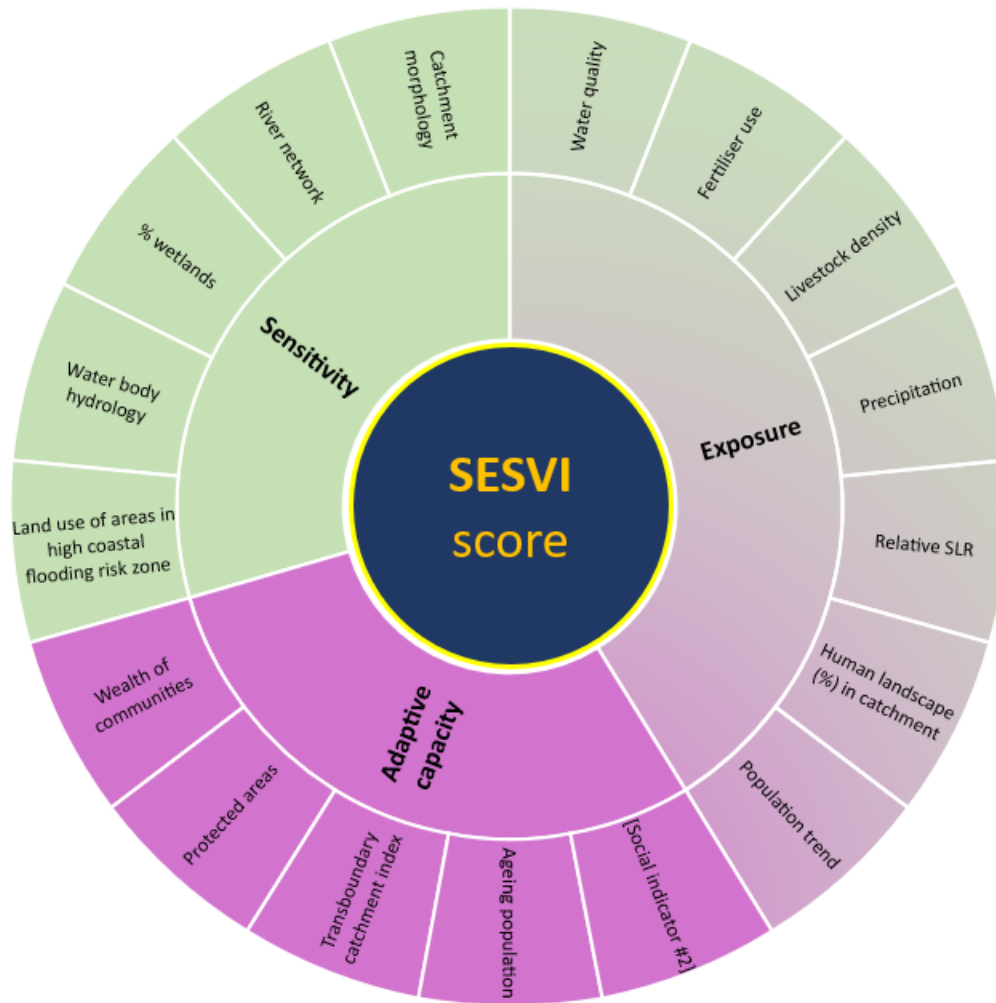 SESVI
score
Exposure
Adaptive
capacity
Sensitivity
Water quality
Fertiliser use
Livestock density
Precipitation
Relative SLR
Human landscape
(%) in catchment
Population trend
[Social indicator #2]
Ageing population
Transboundary
catchment index
Protected areas
Wealth of
communities
Land use of areas in
high coastal
flooding risk zone
Water body
hydrology
% wetlands
River network
Catchment
morphology